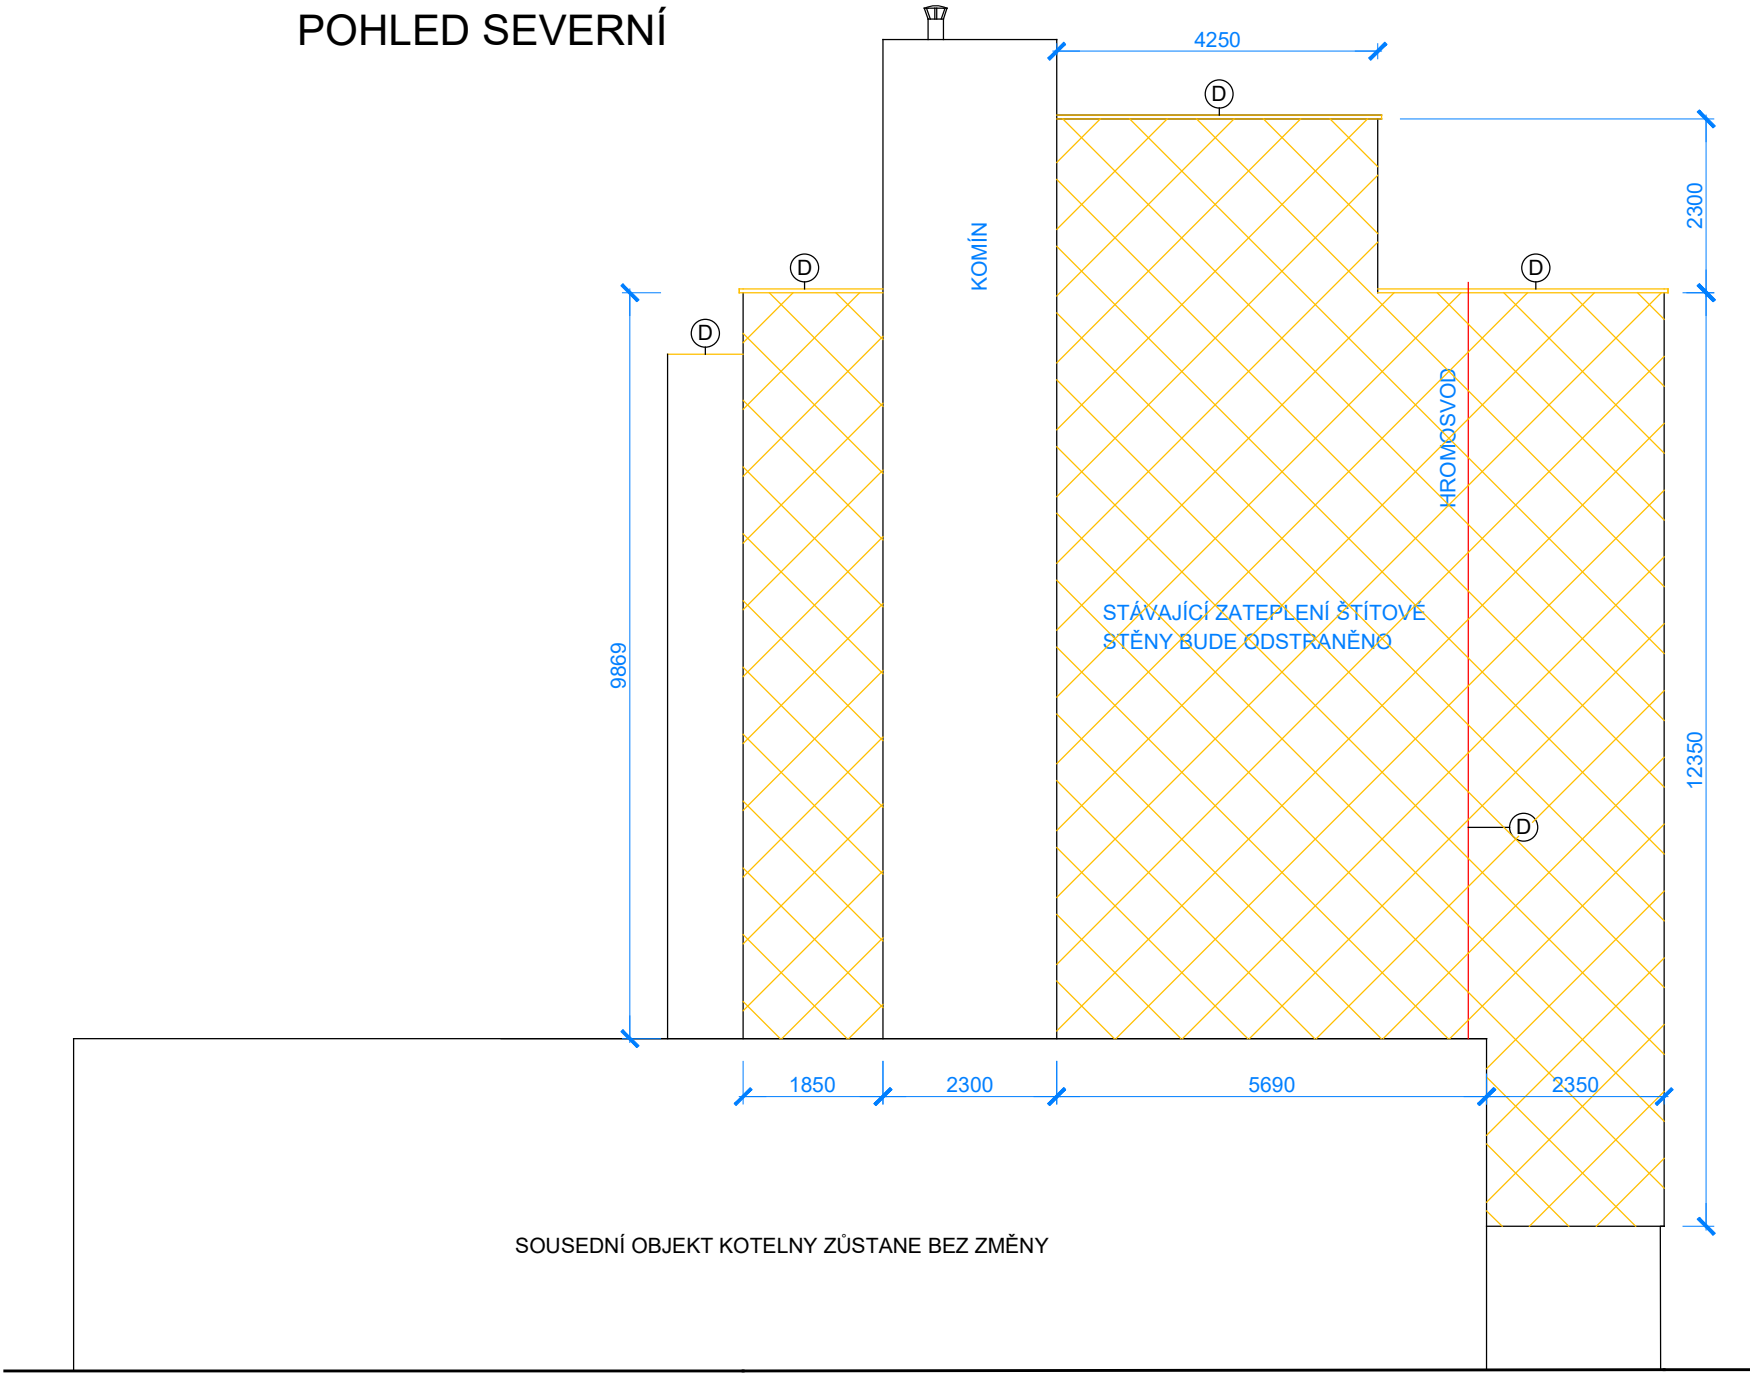 POHLED SEVERNÍ
4250
D
2300
KOMÍN
D
D
D
HROMOSVOD
STÁVAJÍCÍ ZATEPLENÍ ŠTÍTOVÉ
STĚNY BUDE ODSTRANĚNO
9869
12350
D
1850
2300
5690
2350
SOUSEDNÍ OBJEKT KOTELNY ZŮSTANE BEZ ZMĚNY